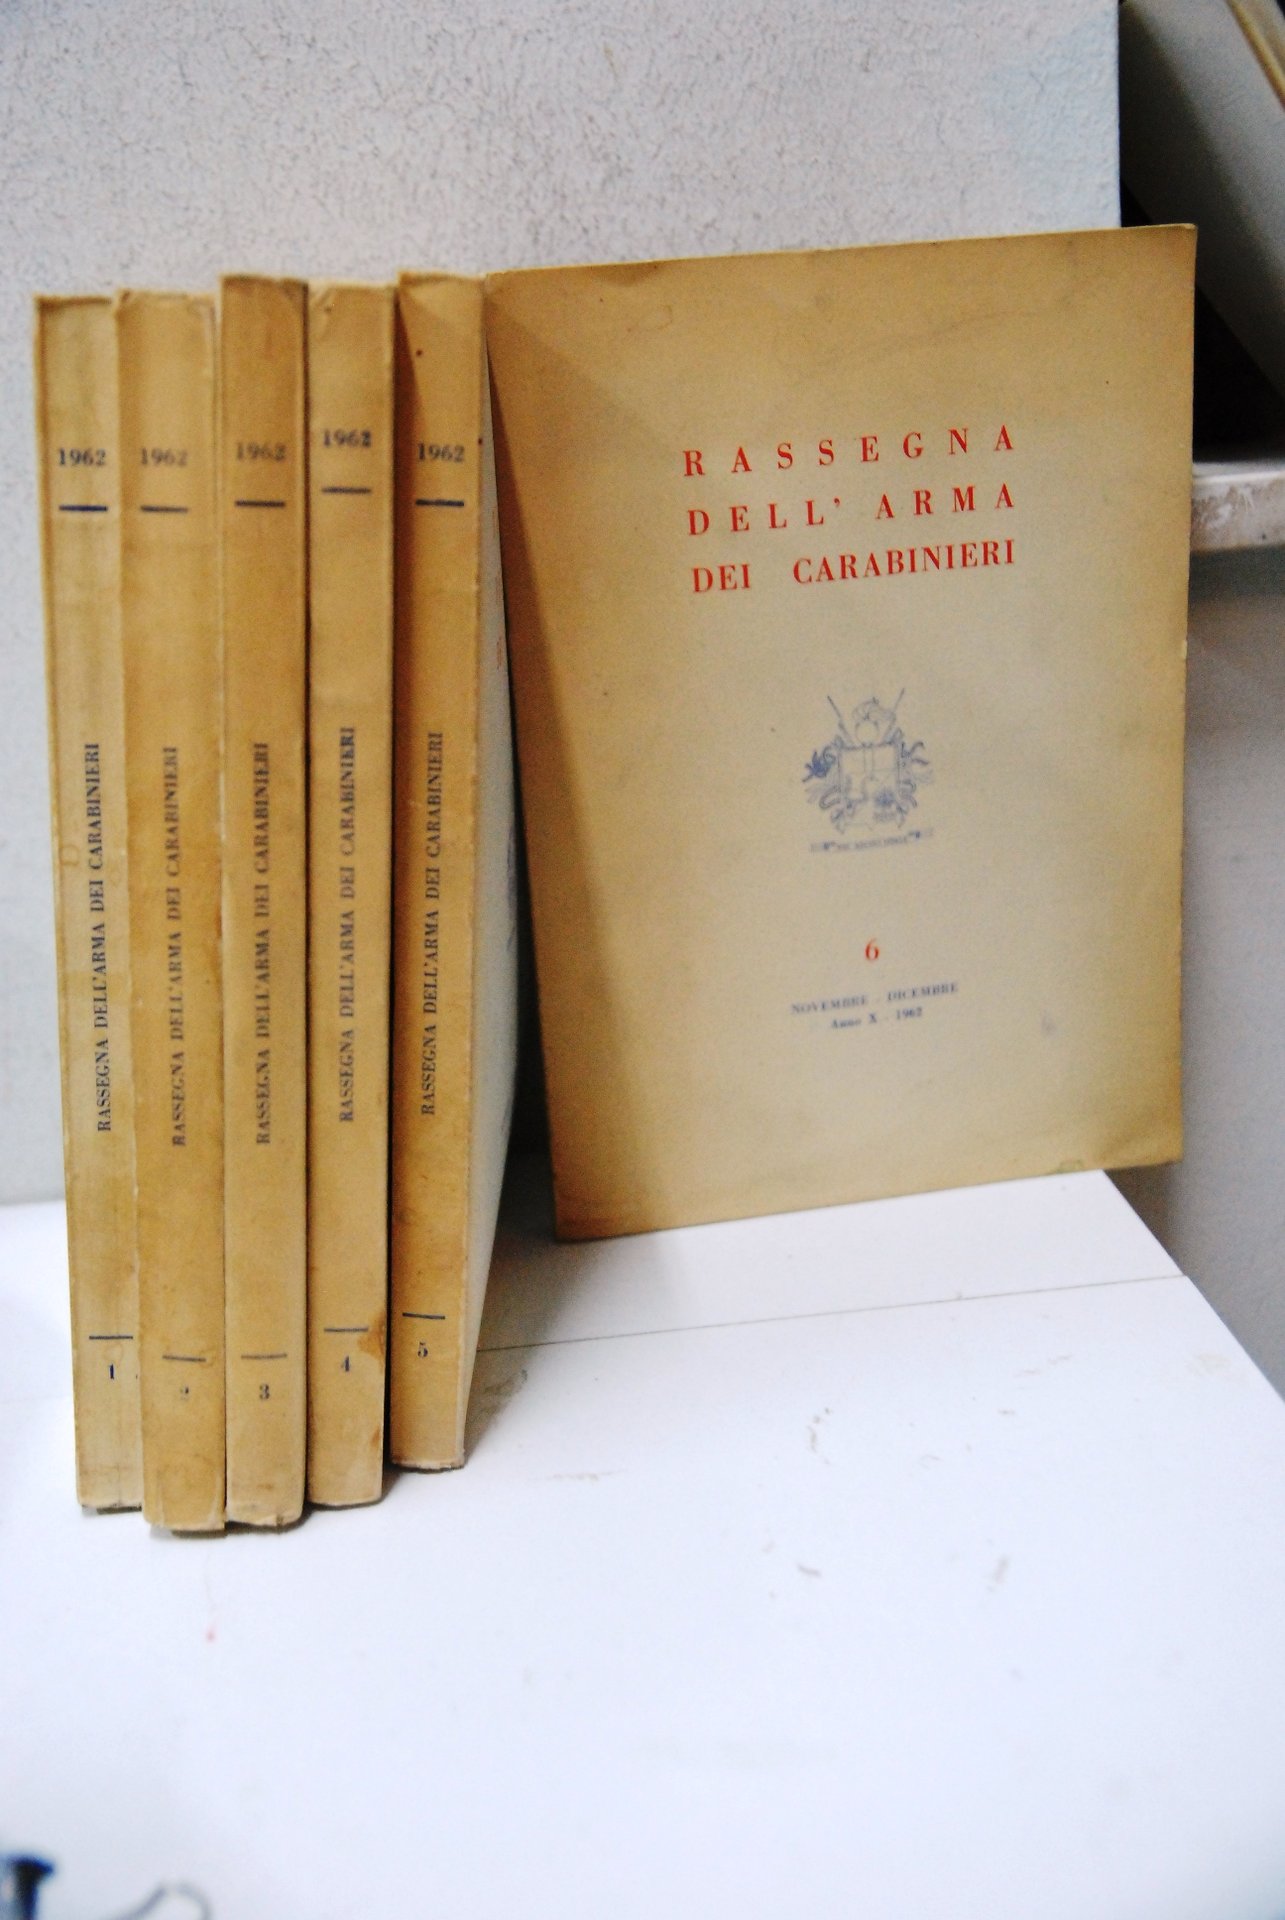 1962
RASSEGNA DELL'ARMA DEI CARABINIERI
1
1962
RASSEGNA DELL'ARMA DEI CARABINIERI
2
1962
RASSEGNA DELL'ARMA DEI CARABINIERI
3
1962
RASSEGNA DELL'ARMA DEI CARABINIERI
4
1962
RASSEGNA DELL'ARMA DEI CARABINIERI
5
RASSEGNA
DELL' ARMA
DEI CARABINIERI
6
NOVEMBRE - DICEMBRE
Anno X - 1962